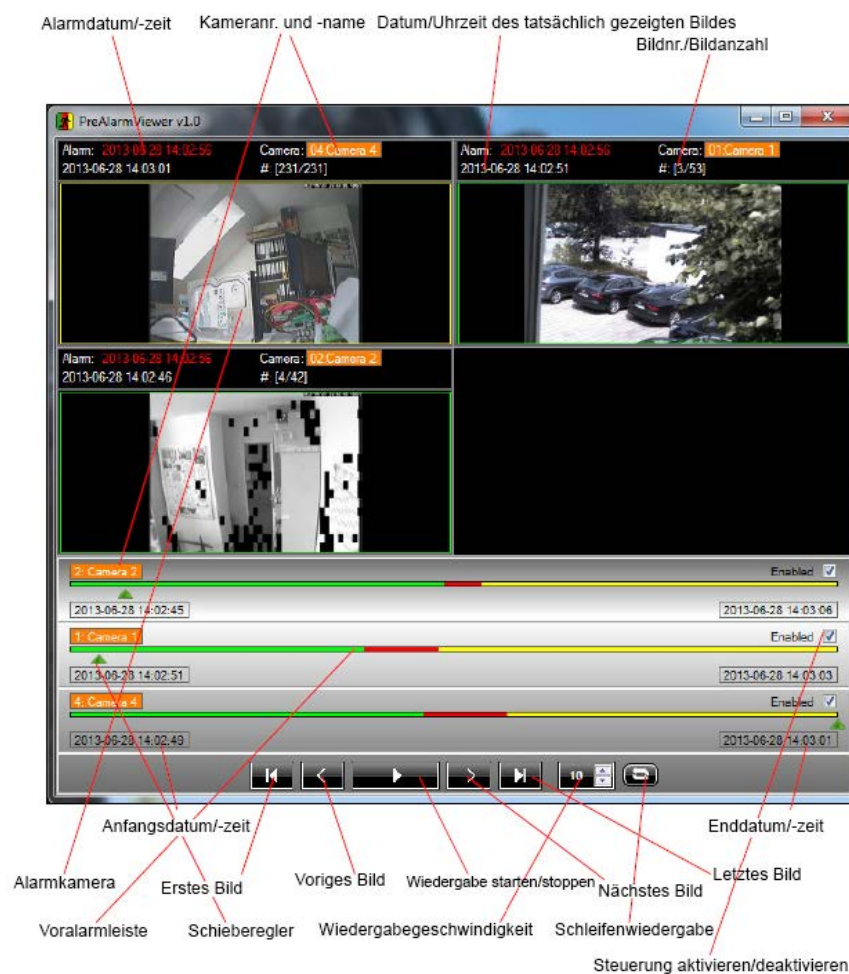 Alarmdatum/-zeit Kameranr. und -name Datum/Uhrzeit des tatsächlich gezeigten Bildes
Bildnr./Bildanzahl
PreAlarmViewer v1.0
Alarm: 2013-06-28 14:02:56 Camera: 04:Camera 4
2013-06-28 14:03:01 #: [231/231]
Alarm: 2013-06-28 14:02:56 Camera: 01:Camera 1
2013-06-28 14:02:51 #: [3/53]
Alarm: 2013-06-28 14:02:56 Camera: 02:Camera 2
2013-06-28 14:02:46 #: [4/42]
2: Camera 2 Enabled
2013-06-28 14:02:45 2013-06-28 14:03:06
1: Camera 1 Enabled
2013-06-28 14:02:51 2013-06-28 14:03:03
4: Camera 4 Enabled
2013-06-28 14:02:49 2013-06-28 14:03:01
10
Anfangsdatum/-zeit Enddatum/-zeit
Alarmkamera Erstes Bild Voriges Bild Wiedergabe starten/stoppen Nächstes Bild Letztes Bild
Voralarmleiste Schieberegler Wiedergabegeschwindigkeit Schleifenwiedergabe
Steuerung aktivieren/deaktivieren